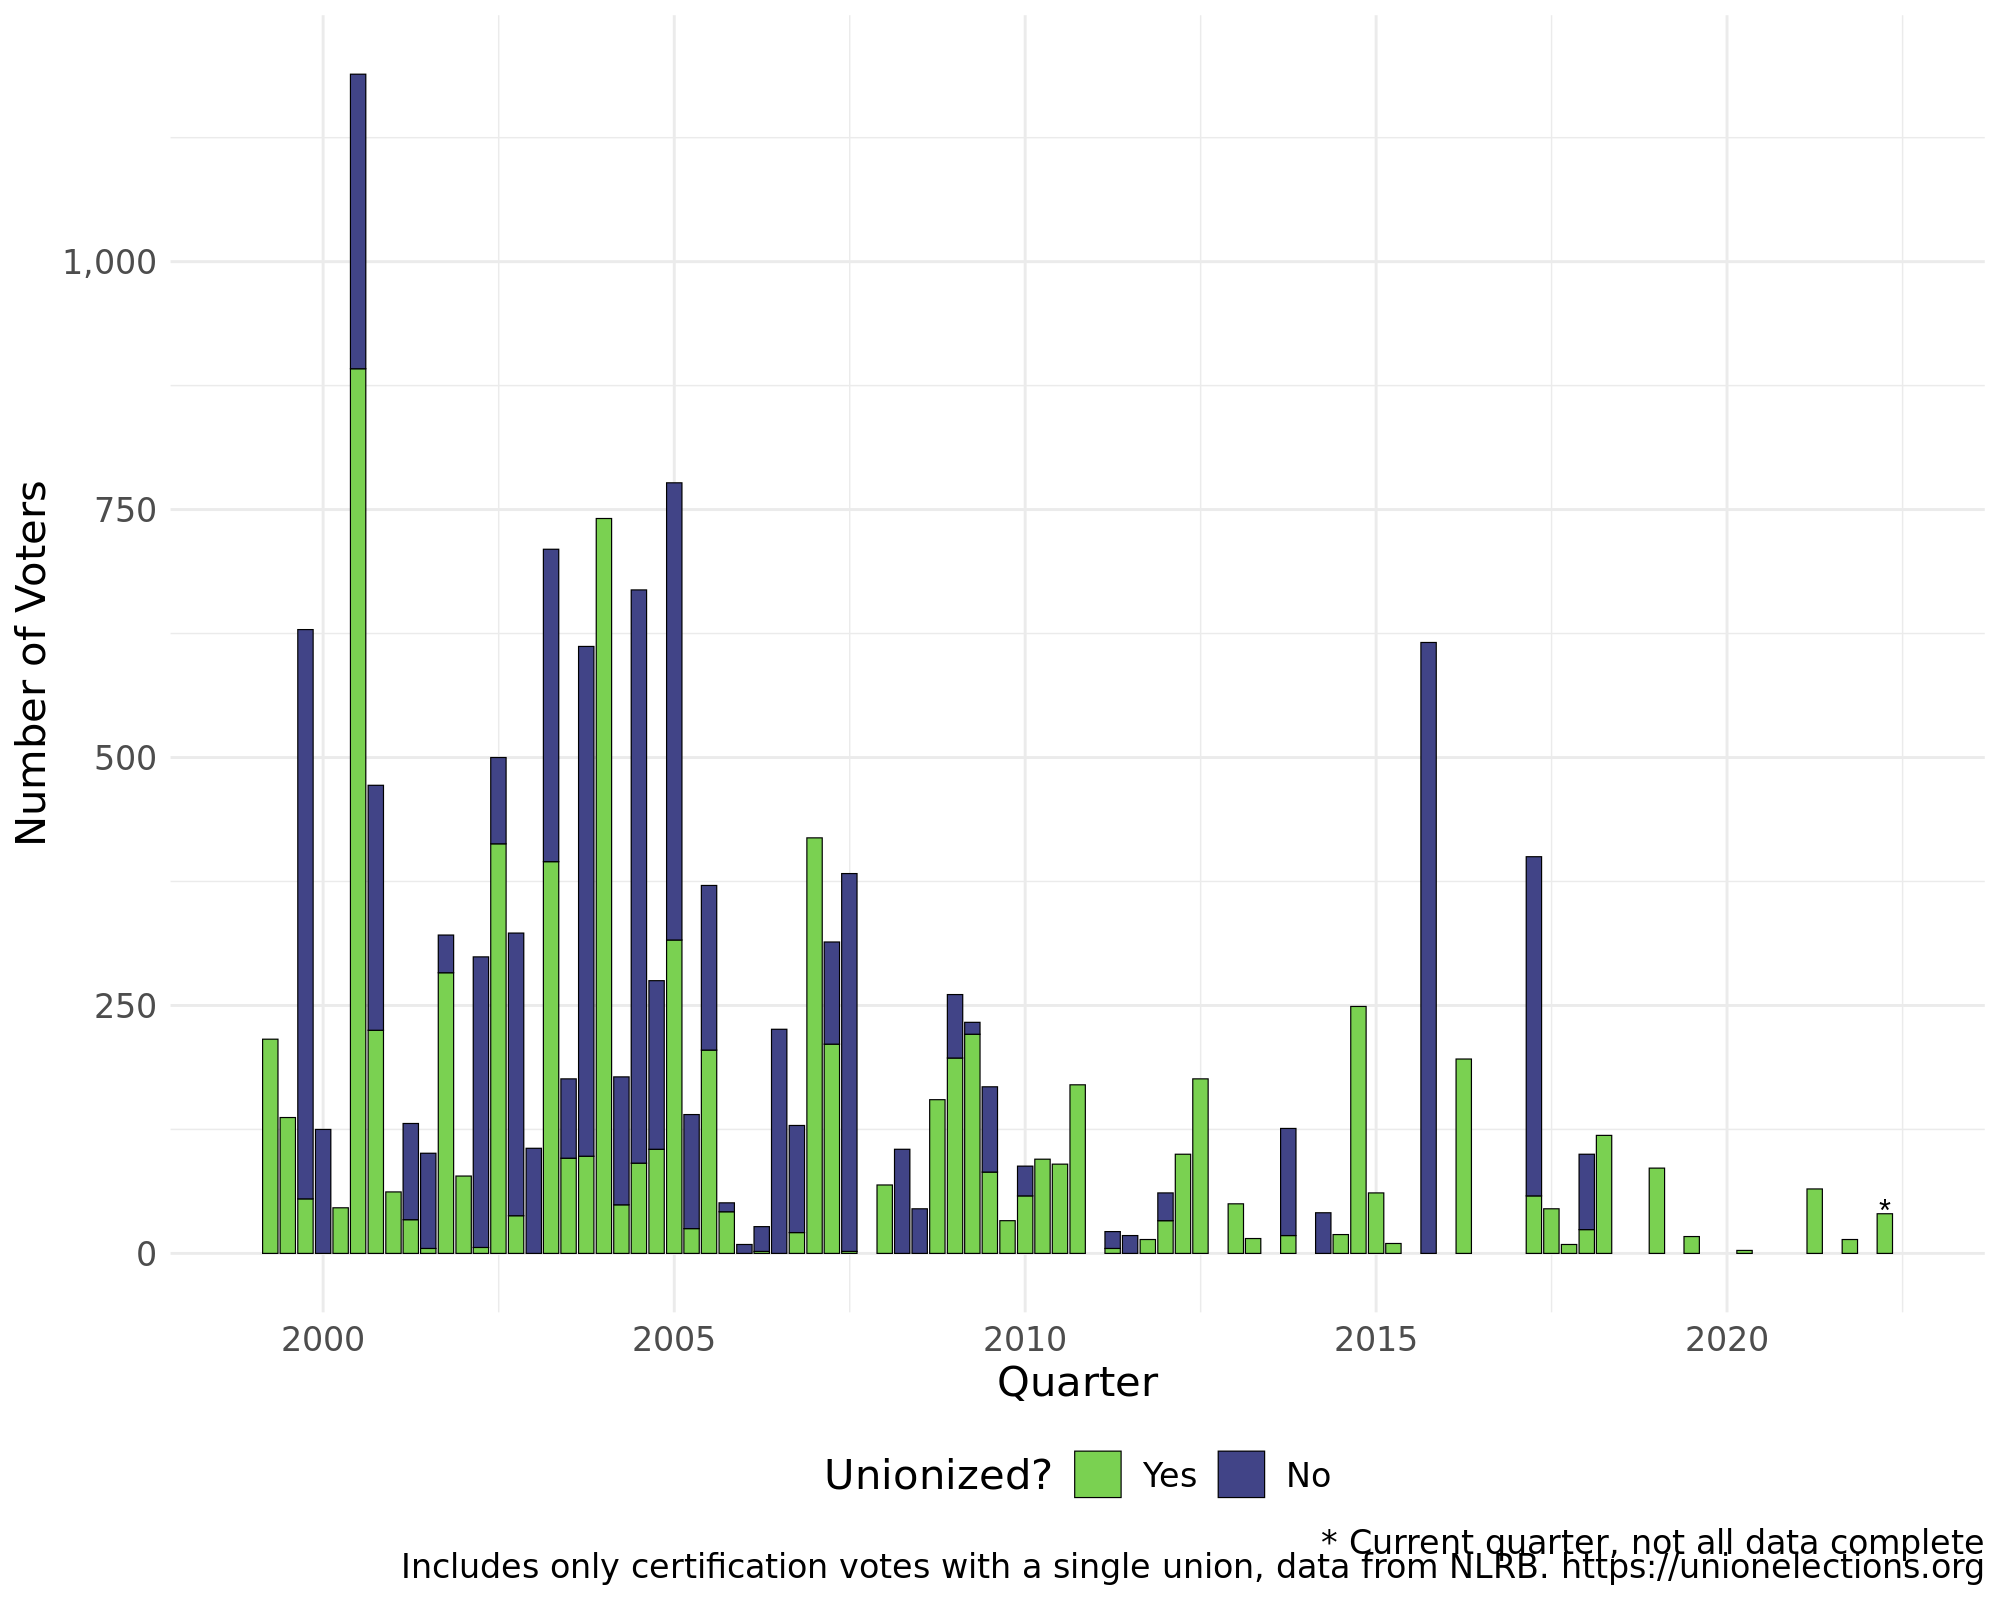 1,000
750
500
250
0
Number of Voters
*
2000 2005 2010 2015 2020
Quarter
Unionized? Yes No
* Current quarter, not all data complete
Includes only certification votes with a single union, data from NLRB. https://unionelections.org